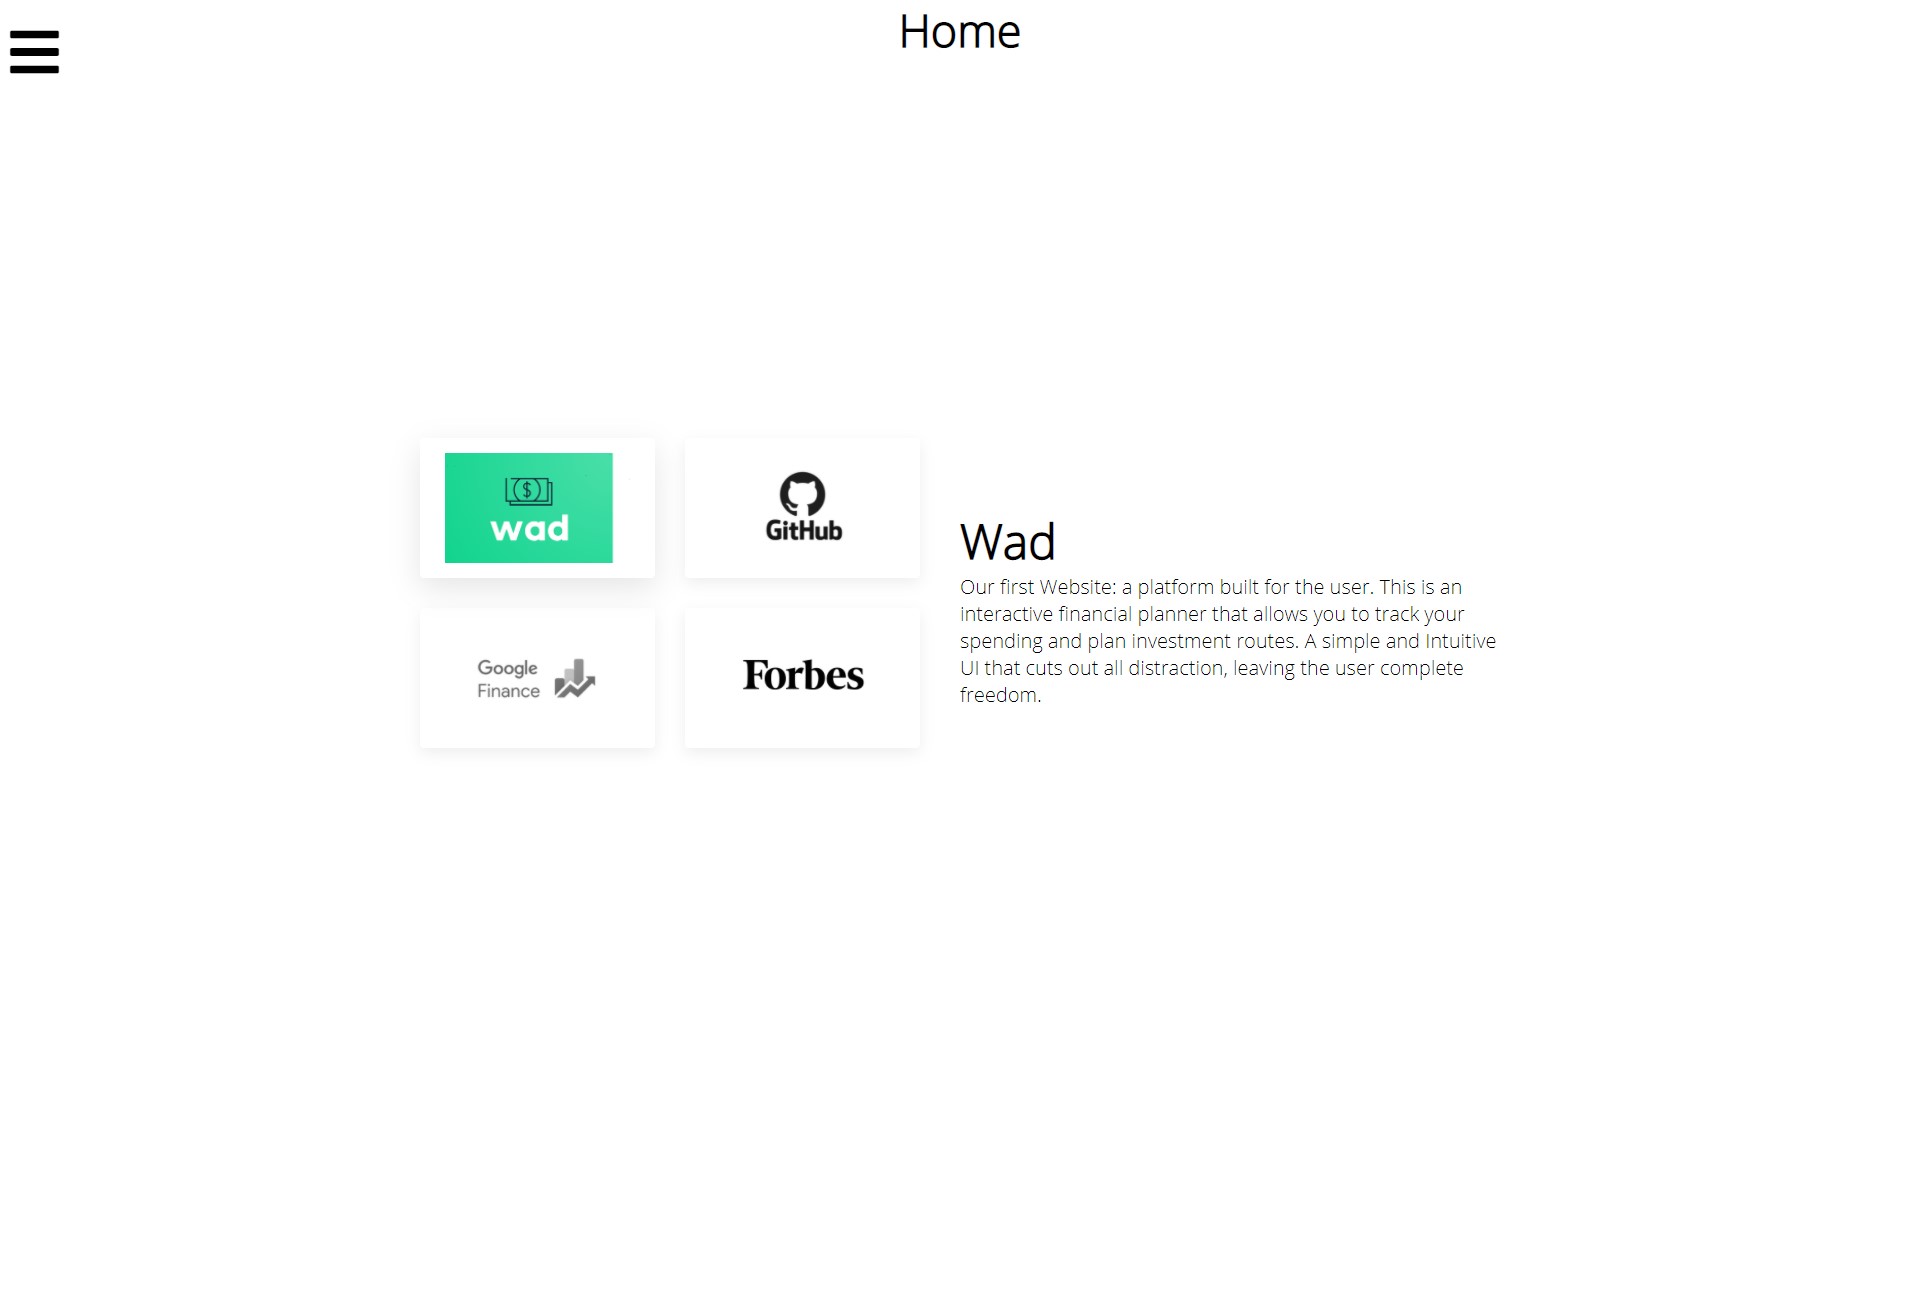 Home
$
wad
GitHub
Wad
Our first Website: a platform built for the user. This is an
interactive financial planner that allows you to track your
spending and plan investment routes. A simple and Intuitive
UI that cuts out all distraction, leaving the user complete
freedom.
Google
Finance
Forbes